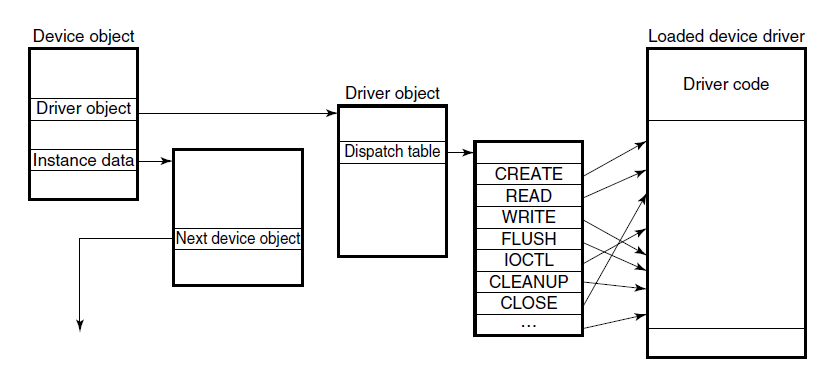 Device object
Driver object
Instance data
Next device object
Driver object
Dispatch table
CREATE
READ
WRITE
FLUSH
IOCTL
CLEANUP
CLOSE
...
Loaded device driver
Driver code